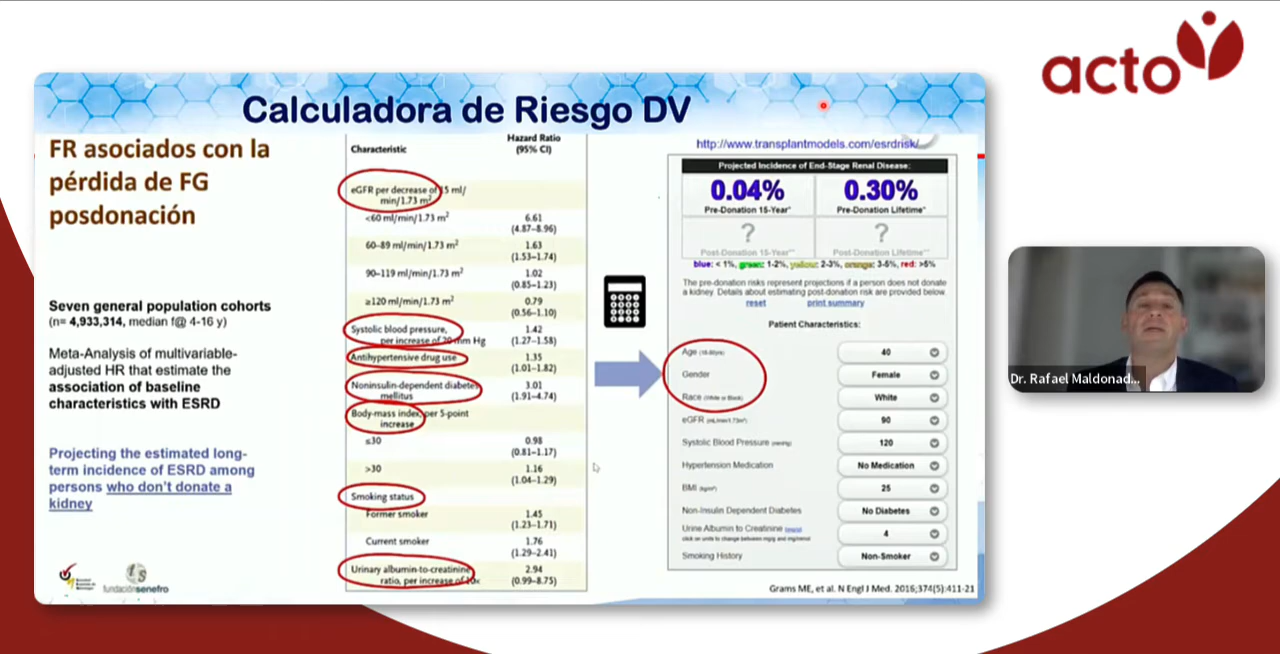 acto
Calculadora de Riesgo DV
FR asociados con la
pérdida de FG
posdonación
Seven general population cohorts
(n= 4,933,314, median f@ 4-16 y)
Meta-Analysis of multivariable-
adjusted HR that estimate the
association of baseline
characteristics with ESRD
Projecting the estimated long-
term incidence of ESRD among
persons who don't donate a
kidney
fundaciónsenefro
Characteristic
Hazard Ratio
(95% CI)
eGFR per decrease of 15 ml/
min/1.73 m²
<60 ml/min/1.73 m²
6.61
(4.87–8.96)
60–89 ml/min/1.73 m²
1.63
(1.53–1.74)
90–119 ml/min/1.73 m²
1.02
(0.85–1.23)
≥120 ml/min/1.73 m²
0.79
(0.56–1.10)
Systolic blood pressure,
per increase of 20 mm Hg
1.42
(1.27–1.58)
Antihypertensive drug use
1.35
(1.01–1.82)
Noninsulin-dependent diabetes
mellitus
3.01
(1.91–4.74)
Body-mass index, per 5-point
increase
≤30
0.98
(0.81–1.17)
>30
1.16
(1.04–1.29)
Smoking status
Former smoker
1.45
(1.23–1.71)
Current smoker
1.76
(1.29–2.41)
Urinary albumin-to-creatinine
ratio, per increase of 10x
2.94
(0.99–8.75)
http://www.transplantmodels.com/esrdrisk/
Projected Incidence of End-Stage Renal Disease:
0.04%
0.30%
Pre-Donation 15-Year*
Pre-Donation Lifetime*
? ?
Post-Donation 15-Year** Post-Donation Lifetime**
blue: < 1%, green: 1-2%, yellow: 2-3%, orange: 3-5%, red: >5%
The pre-donation risks represent projections if a person does not donate
a kidney. Details about estimating post-donation risk are provided below
reset print summary
Patient Characteristics:
Age 40
Gender Female
Race (White or Black) White
eGFR 90
Systolic Blood Pressure (mmHg) 120
Hypertension Medication No Medication
BMI 25
Non-Insulin Dependent Diabetes No Diabetes
Urine Albumin to Creatinine 4
click on units to change between mg/g and mg/mmol
Smoking History Non-Smoker
Grams ME, et al. N Engl J Med. 2016;374(5):411-21
Dr. Rafael Maldonad...